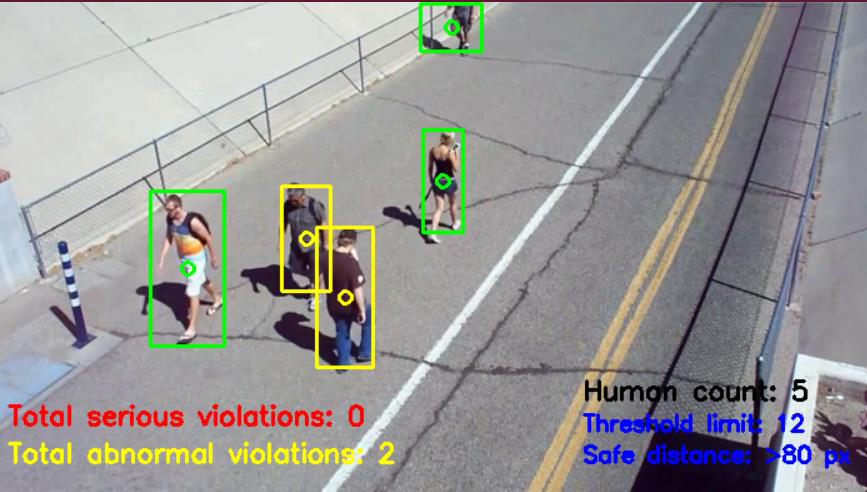 Total serious violations: 0
Total abnormal violations: 2
Human count: 5
Threshold limit: 12
Safe distance: >80 px